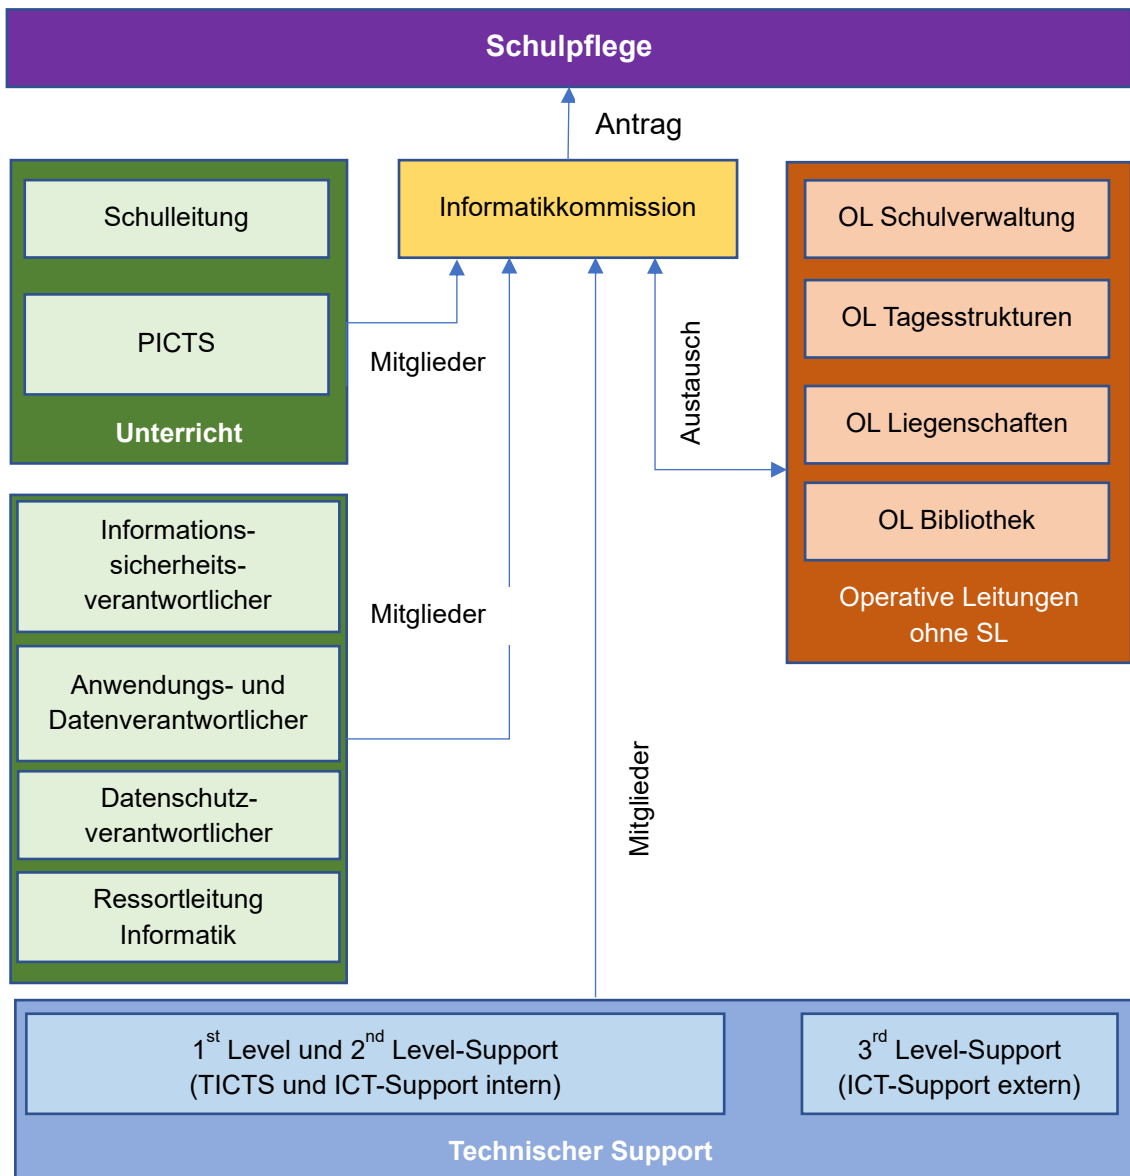 Schulpflege
Antrag
Informatikkommission
Schulleitung
PICTS
Unterricht
Mitglieder
Informations-
sicherheits-
verantwortlicher
Anwendungs- und
Datenverantwortlicher
Datenschutz-
verantwortlicher
Ressortleitung
Informatik
Mitglieder
Austausch
Mitglieder
OL Schulverwaltung
OL Tagesstrukturen
OL Liegenschaften
OL Bibliothek
Operative Leitungen
ohne SL
1st Level und 2nd Level-Support
(TICTS und ICT-Support intern)
3rd Level-Support
(ICT-Support extern)
Technischer Support